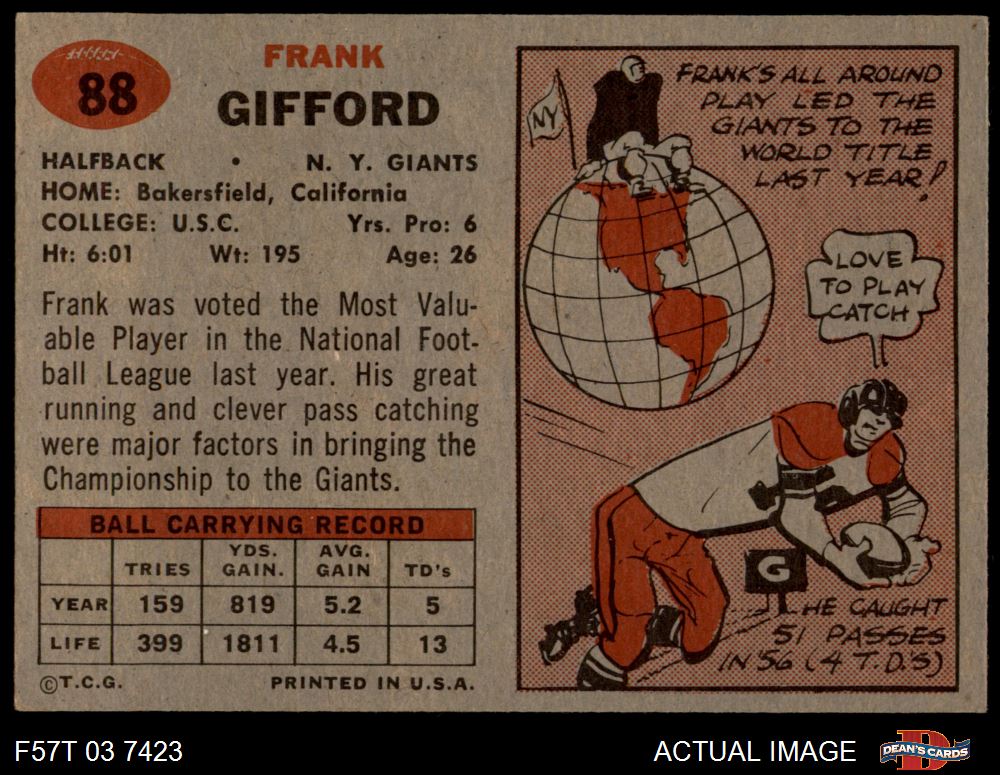 88
FRANK
GIFFORD
HALFBACK • N. Y. GIANTS
HOME: Bakersfield, California
COLLEGE: U.S.C. Yrs. Pro: 6
Ht: 6:01 Wt: 195 Age: 26
Frank was voted the Most Valu-
able Player in the National Foot-
ball League last year. His great
running and clever pass catching
were major factors in bringing the
Championship to the Giants.
BALL CARRYING RECORD
TRIES YDS. GAIN. AVG. GAIN TD's
YEAR 159 819 5.2 5
LIFE 399 1811 4.5 13
©T.C.G. PRINTED IN U.S.A.
NY
FRANK'S ALL AROUND
PLAY LED THE
GIANTS TO THE
WORLD TITLE
LAST YEAR!
LOVE
TO PLAY
CATCH
G
HE CAUGHT
51 PASSES
IN '56 (4 T.D.'S)
F57T 03 7423
ACTUAL IMAGE
D
DEAN'S CARDS